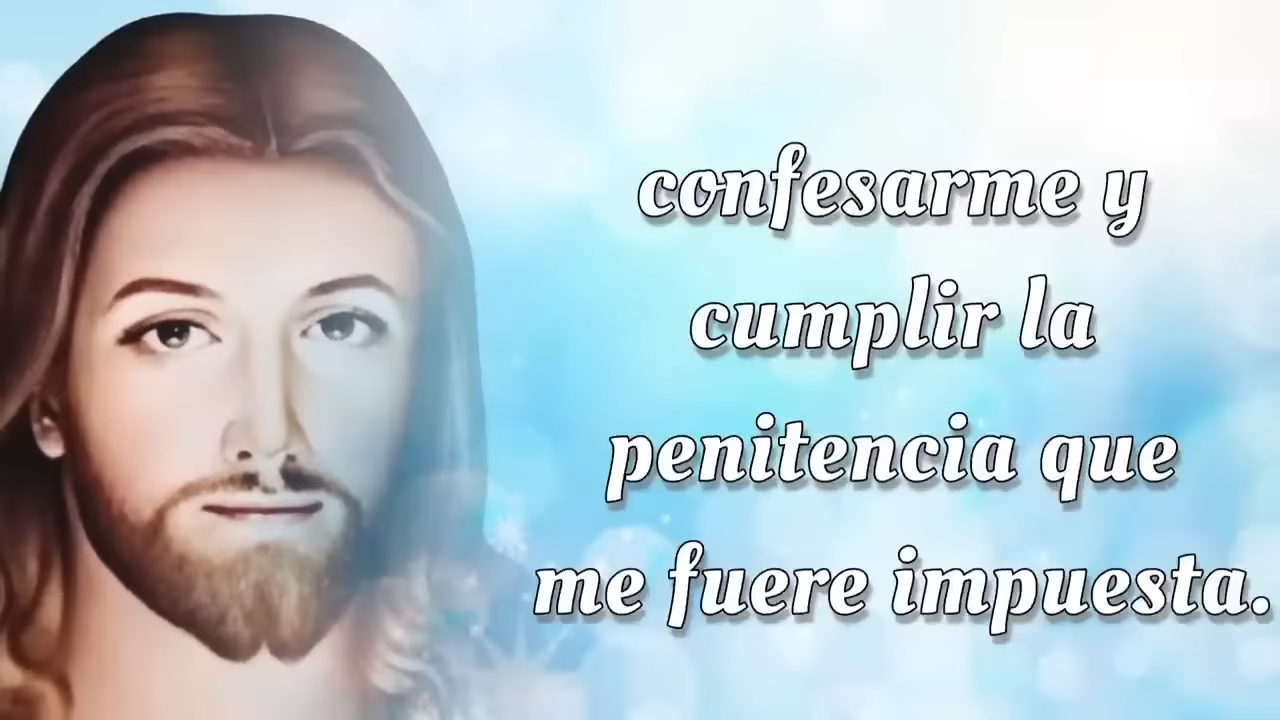 confesarme y
cumplir la
penitencia que
me fuere impuesta.